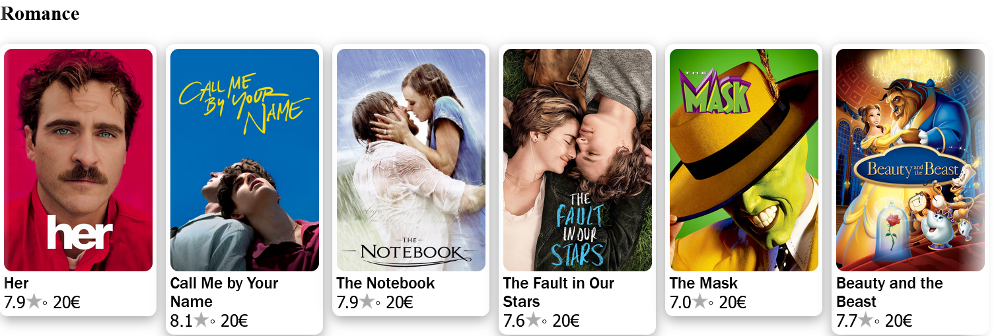 Romance
her
CALL ME
BY YOUR
NAME
THE
NOTEBOOK
THE
FAULT
IN OUR
STARS
THE
MASK
Beauty and the Beast
Her
7.9★◦ 20€
Call Me by Your
Name
8.1★◦ 20€
The Notebook
7.9★◦ 20€
The Fault in Our
Stars
7.6★◦ 20€
The Mask
7.0★◦ 20€
Beauty and the
Beast
7.7★◦ 20€